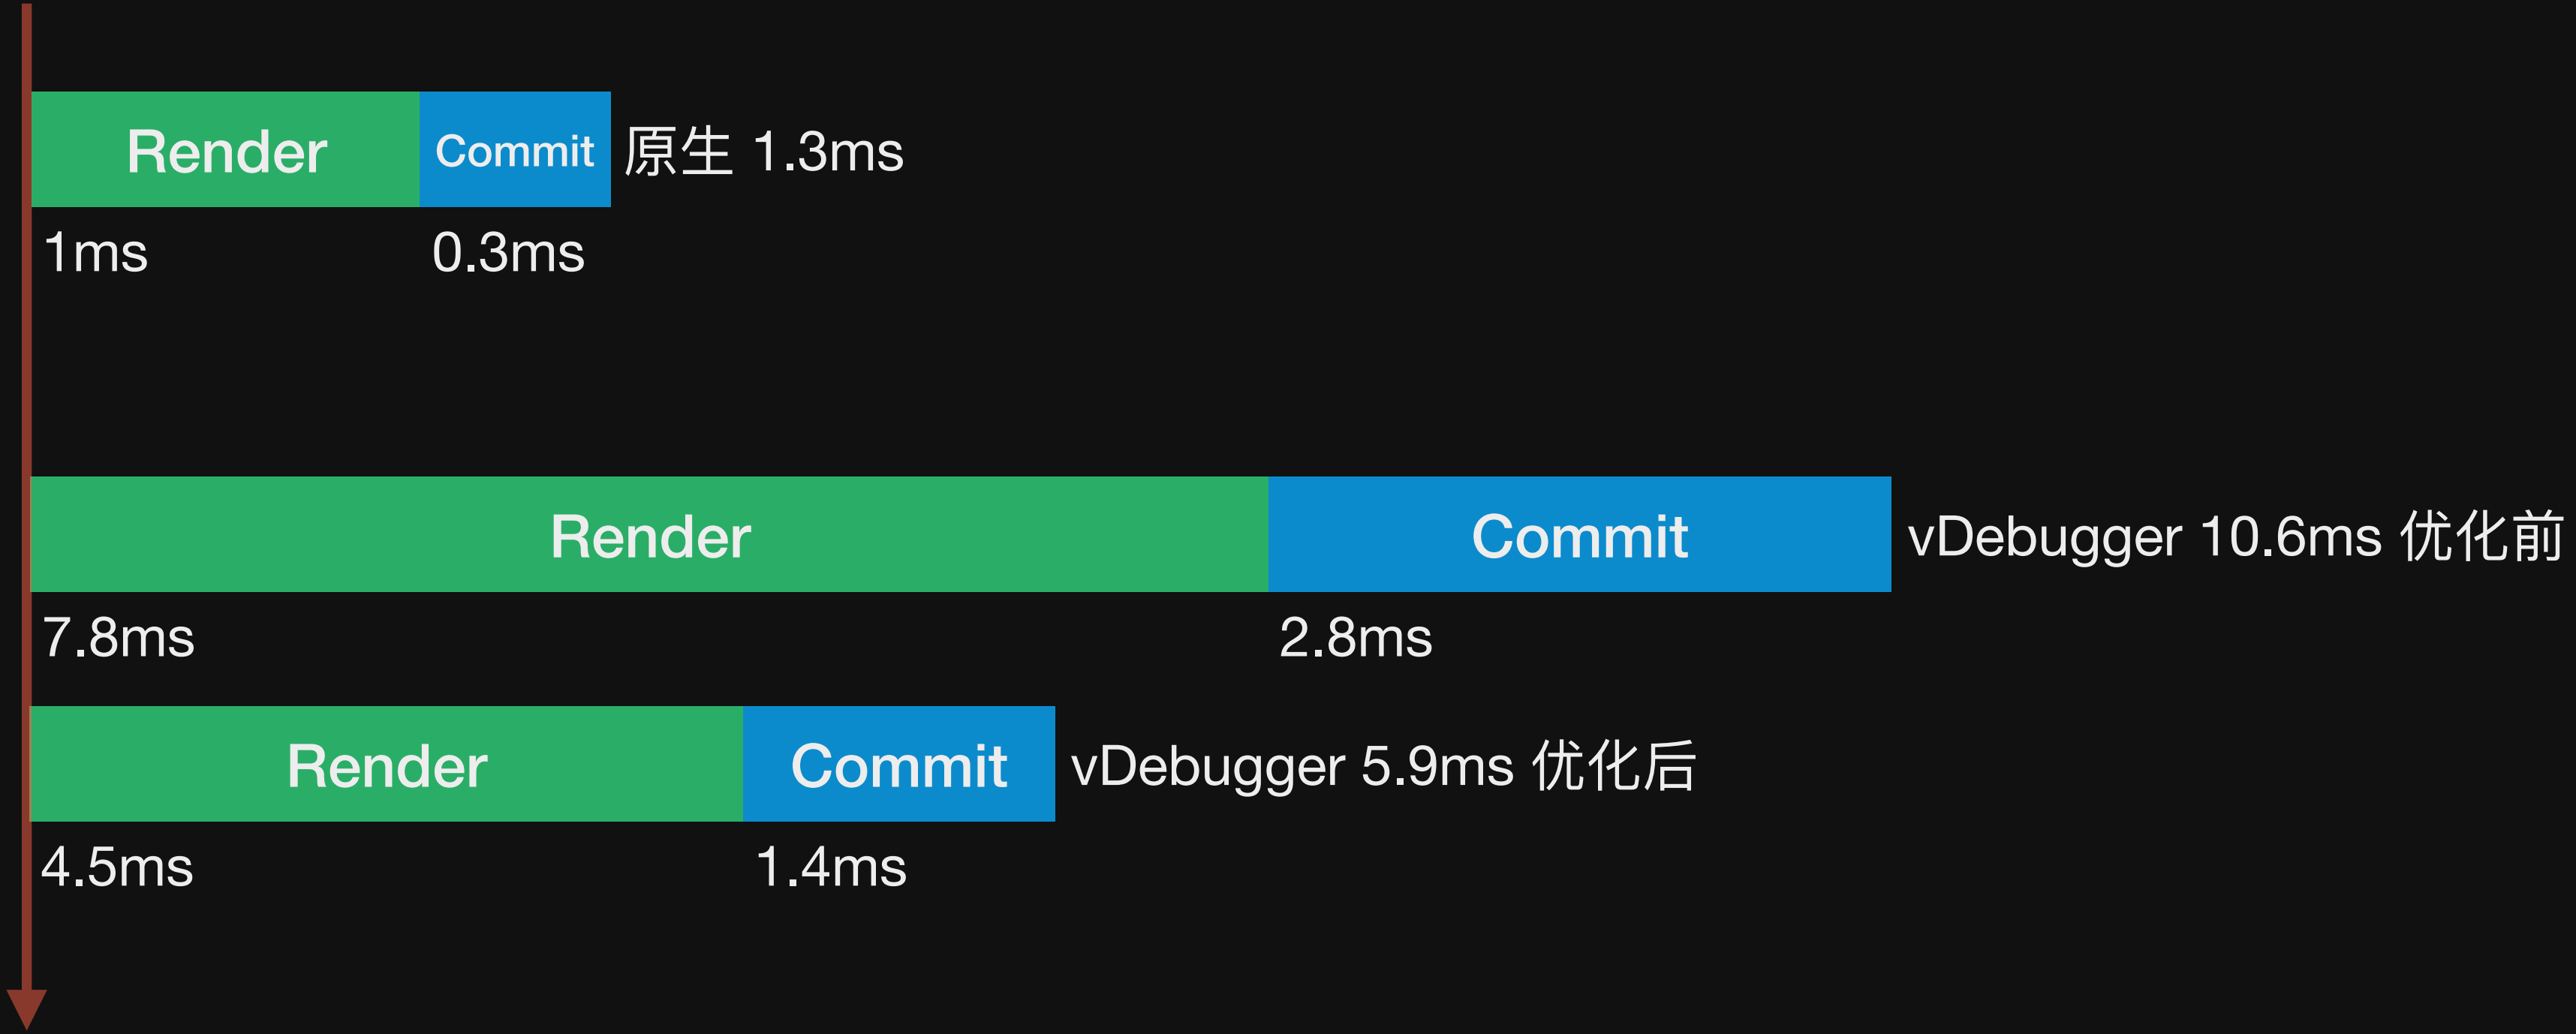 Render Commit 原生 1.3ms
1ms 0.3ms
Render Commit vDebugger 10.6ms 优化前
7.8ms 2.8ms
Render Commit vDebugger 5.9ms 优化后
4.5ms 1.4ms